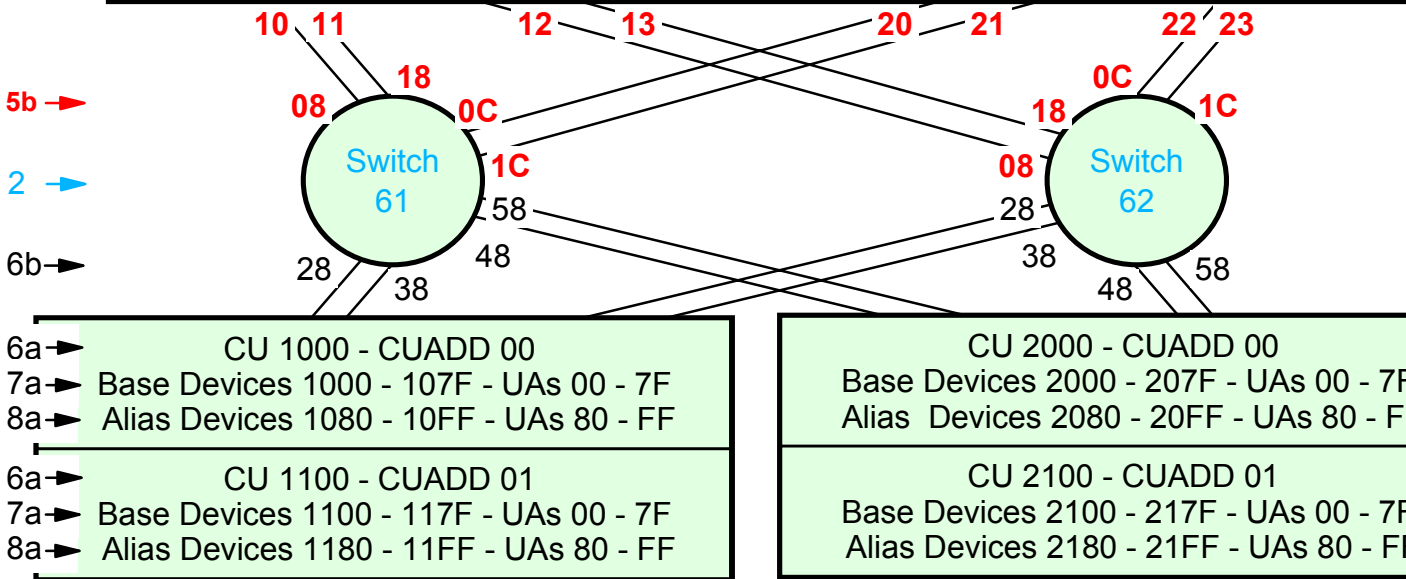 10 11 12 13 20 21 22 23
18 0C
5b 08 0C 18 1C
Switch 1C 08 Switch
2
61 62
58 28
6b 28 48 38 58
38 48
6a CU 1000 - CUADD 00
7a Base Devices 1000 - 107F - UAs 00 - 7F
8a Alias Devices 1080 - 10FF - UAs 80 - FF
6a CU 1100 - CUADD 01
7a Base Devices 1100 - 117F - UAs 00 - 7F
8a Alias Devices 1180 - 11FF - UAs 80 - FF
CU 2000 - CUADD 00
Base Devices 2000 - 207F - UAs 00 - 7F
Alias Devices 2080 - 20FF - UAs 80 - F
CU 2100 - CUADD 01
Base Devices 2100 - 217F - UAs 00 - 7F
Alias Devices 2180 - 21FF - UAs 80 - FF